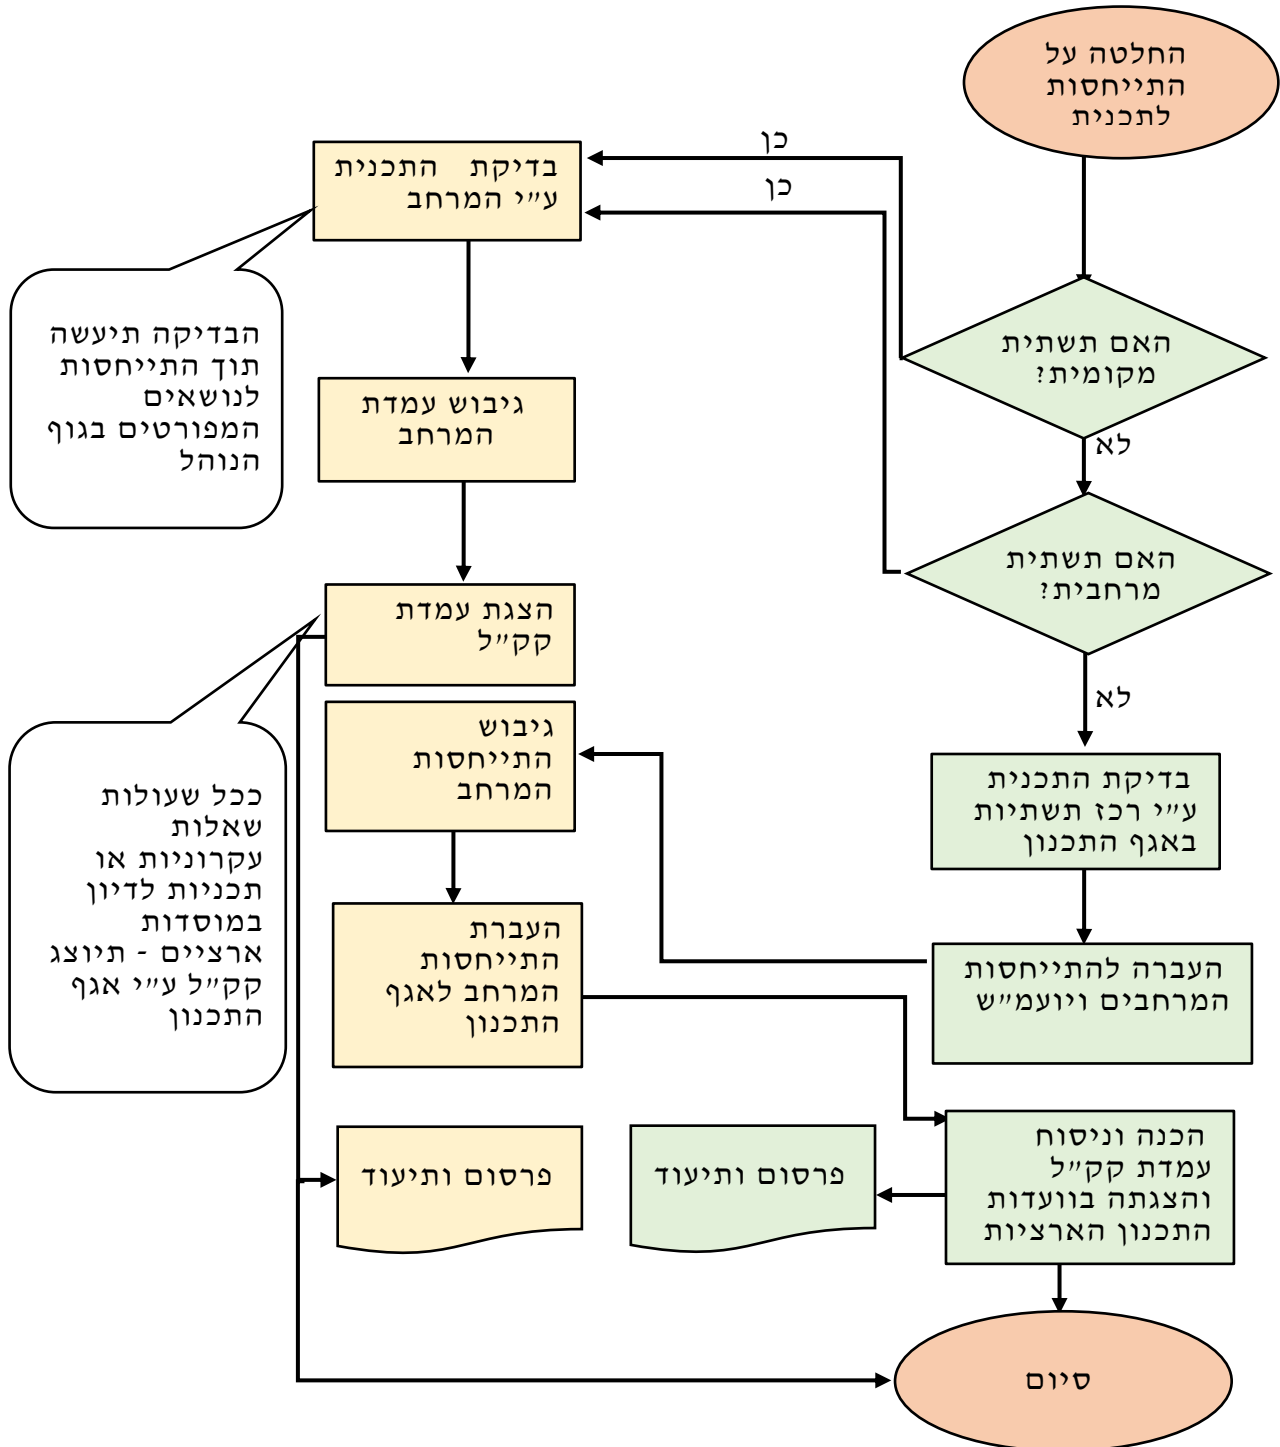 החלטה על
התייחסות
לתכנית
כן
כן
בדיקת התכנית
ע״י המרחב
הבדיקה תיעשה
תוך התייחסות
לנושאים
המפורטים בגוף
הנוהל
האם תשתית
מקומית?
לא
גיבוש עמדת
המרחב
האם תשתית
מרחבית?
לא
הצגת עמדת
קק״ל
גיבוש
התייחסות
המרחב
ככל שעולות
שאלות
עקרוניות או
תכניות לדיון
במוסדות
ארציים - תיוצג
קק״ל ע״י אגף
התכנון
בדיקת התכנית
ע״י רכז תשתיות
באגף התכנון
העברה להתייחסות
המרחבים ויועמ״ש
העברת
התייחסות
המרחב לאגף
התכנון
הכנה וניסוח
עמדת קק״ל
והצגתה בוועדות
התכנון הארציות
פרסום ותיעוד
פרסום ותיעוד
סיום